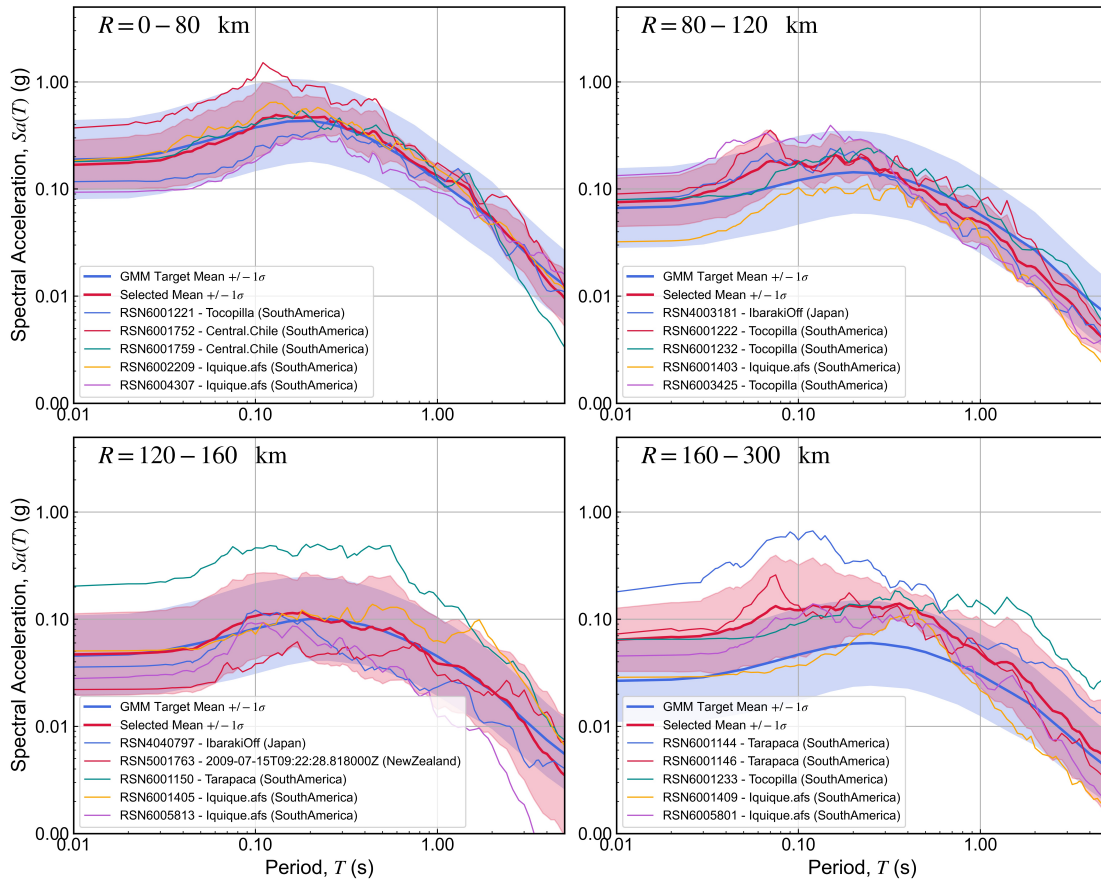 R = 0 − 80 km
Spectral Acceleration, Sa(T) (g)
1.00
0.10
0.01
0.00
GMM Target Mean +/− 1σ
Selected Mean +/− 1σ
RSN6001221 - Tocopilla (SouthAmerica)
RSN6001752 - Central.Chile (SouthAmerica)
RSN6001759 - Central.Chile (SouthAmerica)
RSN6002209 - Iquique.afs (SouthAmerica)
RSN6004307 - Iquique.afs (SouthAmerica)
0.01 0.10 1.00
R = 80 − 120 km
1.00
0.10
0.01
0.00
GMM Target Mean +/− 1σ
Selected Mean +/− 1σ
RSN4003181 - IbarakiOff (Japan)
RSN6001222 - Tocopilla (SouthAmerica)
RSN6001232 - Tocopilla (SouthAmerica)
RSN6001403 - Iquique.afs (SouthAmerica)
RSN6003425 - Tocopilla (SouthAmerica)
0.01 0.10 1.00
R = 120 − 160 km
Spectral Acceleration, Sa(T) (g)
1.00
0.10
0.01
0.00
GMM Target Mean +/− 1σ
Selected Mean +/− 1σ
RSN4040797 - IbarakiOff (Japan)
RSN5001763 - 2009-07-15T09:22:28.818000Z (NewZealand)
RSN6001150 - Tarapaca (SouthAmerica)
RSN6001405 - Iquique.afs (SouthAmerica)
RSN6005813 - Iquique.afs (SouthAmerica)
0.01 0.10 1.00
Period, T (s)
R = 160 − 300 km
1.00
0.10
0.01
0.00
GMM Target Mean +/− 1σ
Selected Mean +/− 1σ
RSN6001144 - Tarapaca (SouthAmerica)
RSN6001146 - Tarapaca (SouthAmerica)
RSN6001233 - Tocopilla (SouthAmerica)
RSN6001409 - Iquique.afs (SouthAmerica)
RSN6005801 - Iquique.afs (SouthAmerica)
0.01 0.10 1.00
Period, T (s)